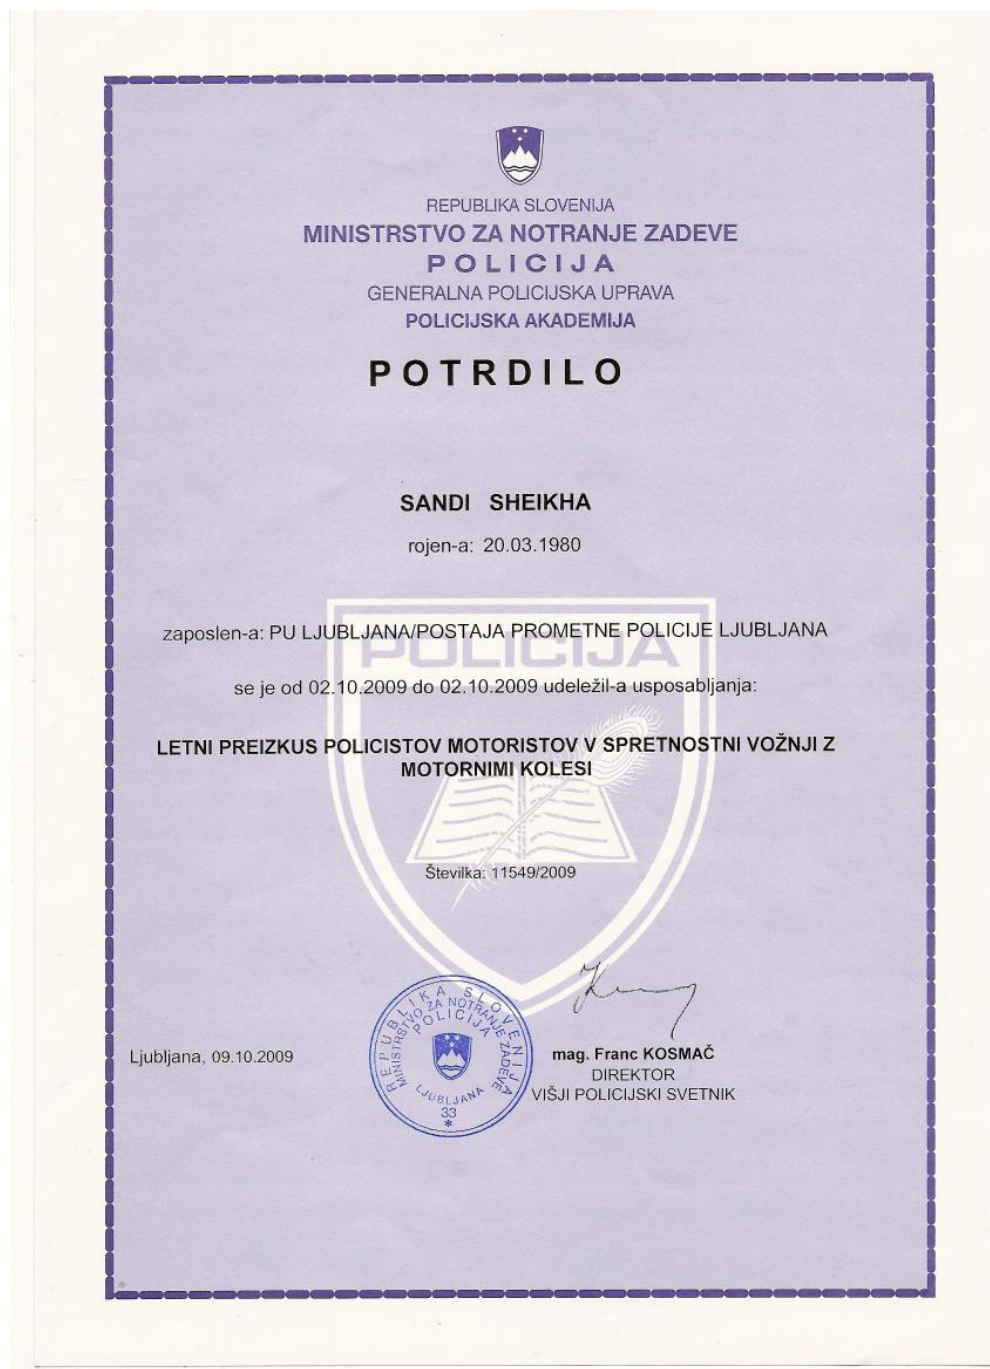 REPUBLIKA SLOVENIJA
MINISTRSTVO ZA NOTRANJE ZADEVE
POLICIJA
GENERALNA POLICIJSKA UPRAVA
POLICIJSKA AKADEMIJA
POTRDILO
SANDI SHEIKHA
rojen-a: 20.03.1980
zaposlen-a: PU LJUBLJANA/POSTAJA PROMETNE POLICIJE LJUBLJANA
POLICIJA
se je od 02.10.2009 do 02.10.2009 udeležil-a usposabljanja:
LETNI PREIZKUS POLICISTOV MOTORISTOV V SPRETNOSTNI VOŽNJI Z
MOTORNIMI KOLESI
Številka: 11549/2009
Ljubljana, 09.10.2009
REPUBLIKA SLOVENIJA
MINISTRSTVO ZA NOTRANJE ZADEVE
POLICIJA
LJUBLJANA
33
*
mag. Franc KOSMAČ
DIREKTOR
VIŠJI POLICIJSKI SVETNIK